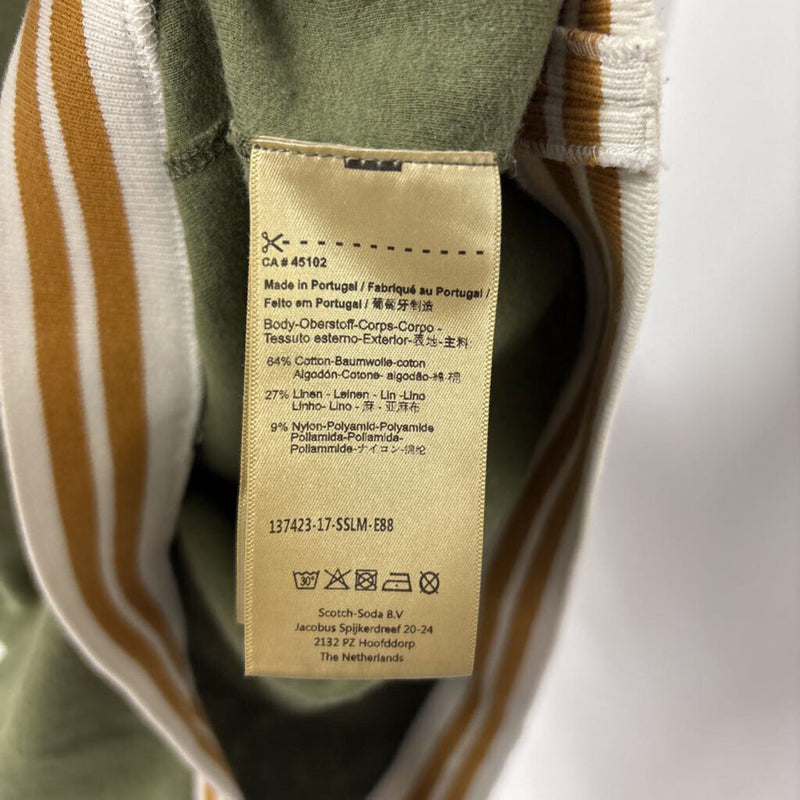 CA # 45102
Made in Portugal / Fabriqué au Portugal /
Feito em Portugal / 葡萄牙制造
Body-Oberstoff-Corps-Corpo -
Tessuto esterno-Exterior-表地-主料
64% Cotton-Baumwolle-coton
Algodón-Cotone- algodão-綿-棉
27% Linen - Leinen - Lin -Lino
Linho- Lino - 麻 - 亚麻布
9% Nylon-Polyamid-Polyamide
Poliamida-Poliamida-
Poliammide-ナイロン-锦纶
137423-17-SSLM-E88
30°
Scotch-Soda B.V
Jacobus Spijkerdreef 20-24
2132 PZ Hoofddorp
The Netherlands